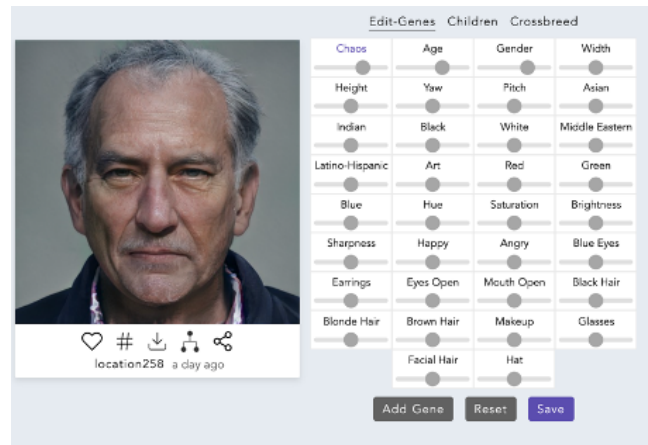 Edit-Genes Children Crossbreed
Chaos Age Gender Width
Height Yaw Pitch Asian
Indian Black White Middle Eastern
Latino-Hispanic Art Red Green
Blue Hue Saturation Brightness
Sharpness Happy Angry Blue Eyes
Earrings Eyes Open Mouth Open Black Hair
Blonde Hair Brown Hair Makeup Glasses
Facial Hair Hat
location258 a day ago
Add Gene Reset Save